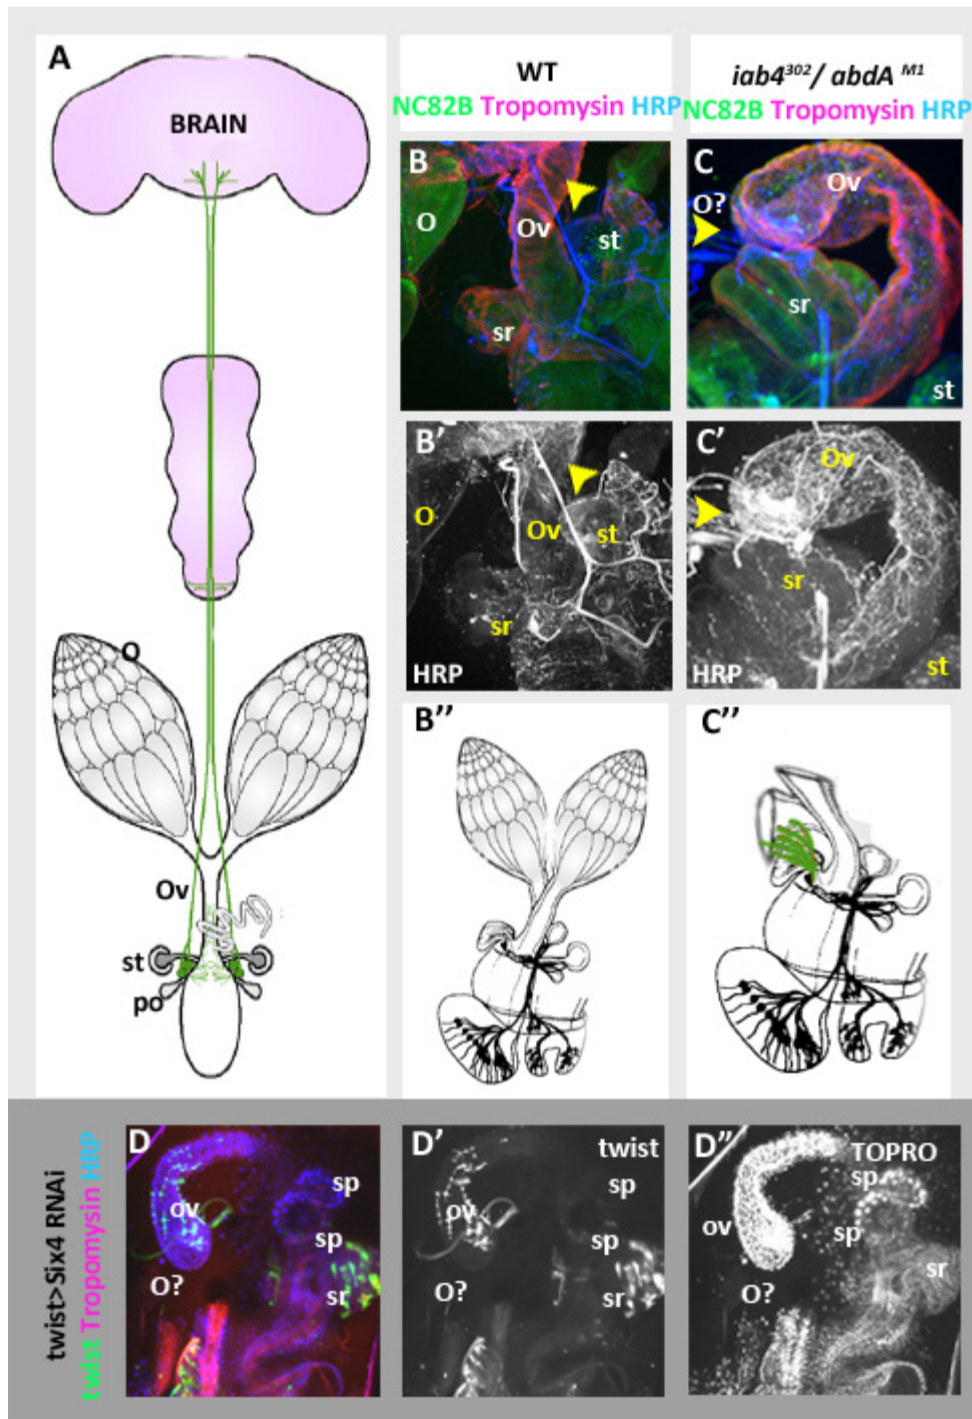 A
BRAIN
O
Ov
st
po
WT
NC82B Tropomysin HRP
iab4³⁰²/ abdA ᴹ¹
NC82B Tropomysin HRP
B
O
Ov
st
sr
C
Ov
O?
sr
st
B'
O
Ov
st
sr
HRP
C'
Ov
sr
st
HRP
B''
C''
twist>Six4 RNAi
twist Tropomysin HRP
D
sp
ov
sp
O?
sr
D'
twist
sp
ov
sp
sr
D''
TOPRO
sp
ov
sp
sr
O?